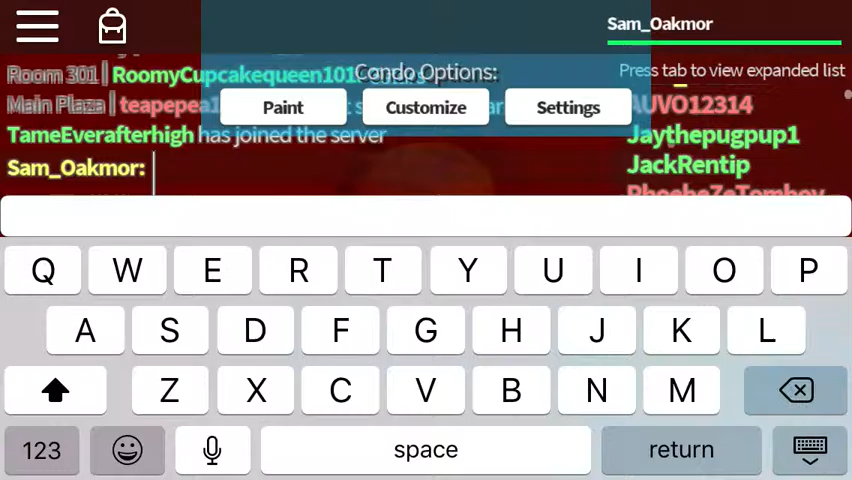 Sam_Oakmor
Condo Options:
Room 301 | RoomyCupcakequeen101
Press tab to view expanded list
Main Plaza | teapepea1
Paint
Customize
Settings
AUVO12314
TameEverafterhigh has joined the server
Jaythepugpup1
Sam_Oakmor:
JackRentip
PhoebeZeTomboy
Q W E R T Y U I O P
A S D F G H J K L
Z X C V B N M
123 space return